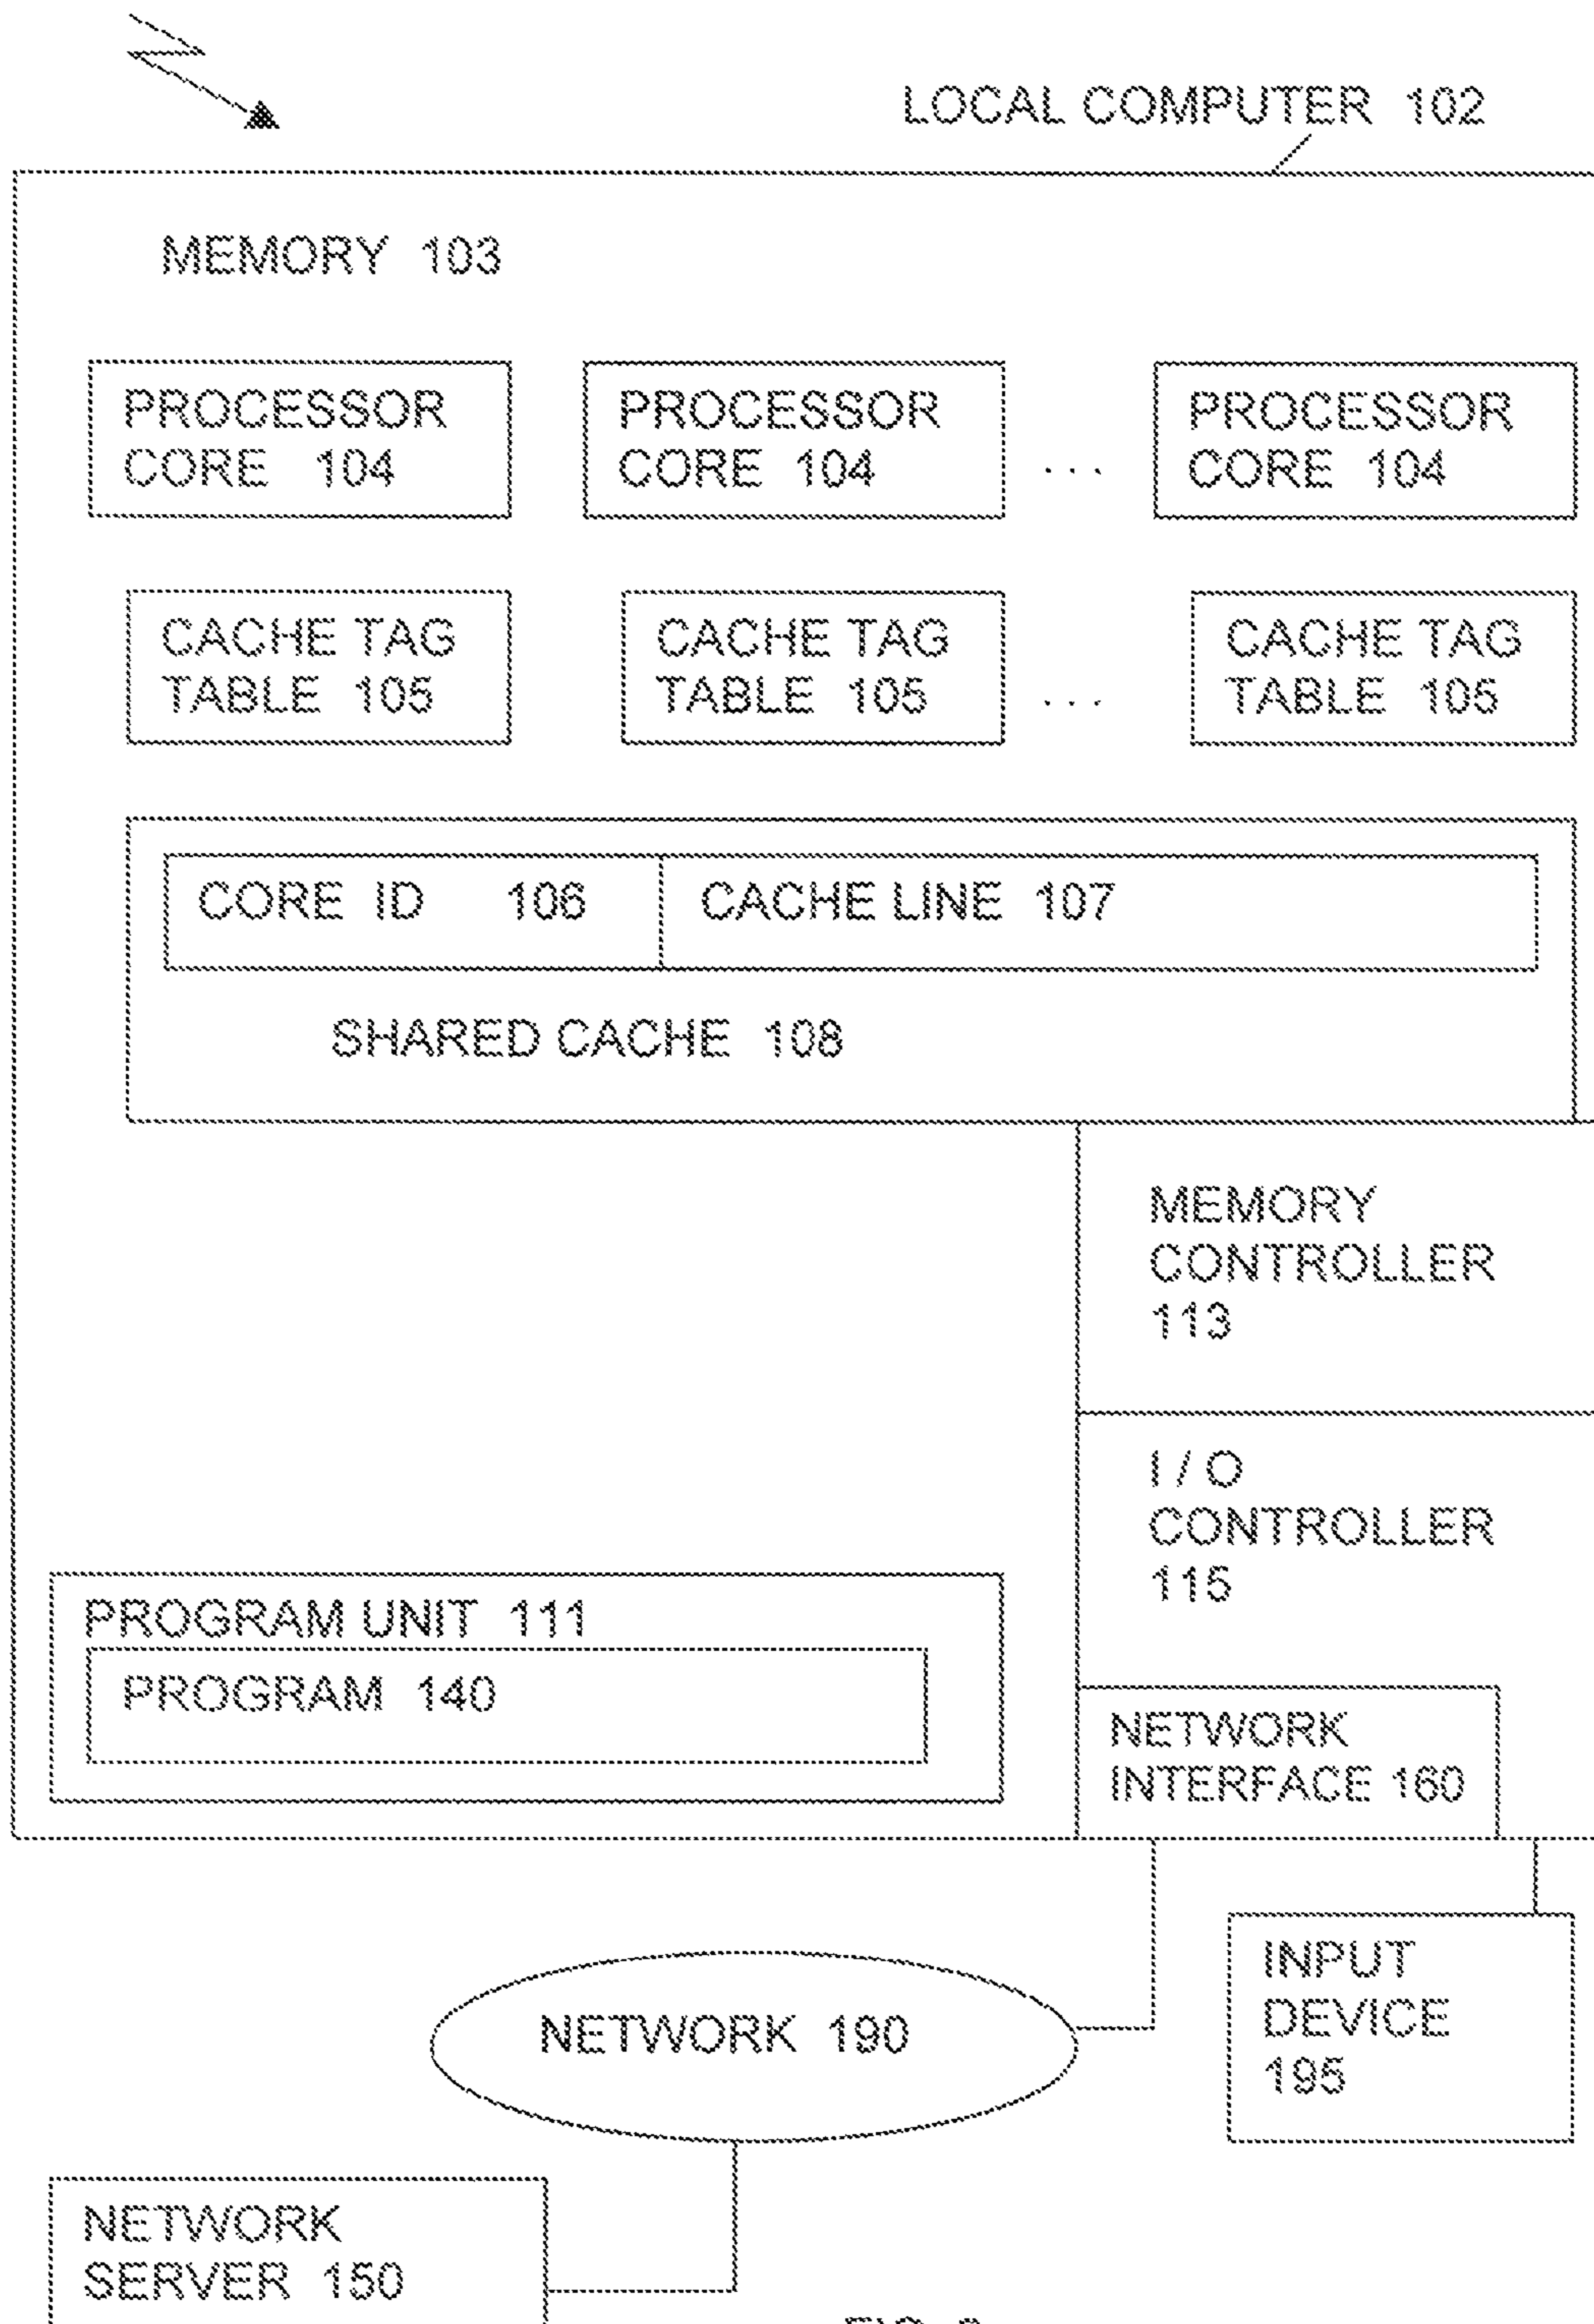 LOCAL COMPUTER 102
MEMORY 103
PROCESSOR
CORE 104
PROCESSOR
CORE 104
...
PROCESSOR
CORE 104
CACHE TAG
TABLE 105
CACHE TAG
TABLE 105
...
CACHE TAG
TABLE 105
CORE ID 106
CACHE LINE 107
SHARED CACHE 108
MEMORY
CONTROLLER
113
I / O
CONTROLLER
115
PROGRAM UNIT 111
PROGRAM 140
NETWORK
INTERFACE 160
NETWORK 190
INPUT
DEVICE
195
NETWORK
SERVER 150